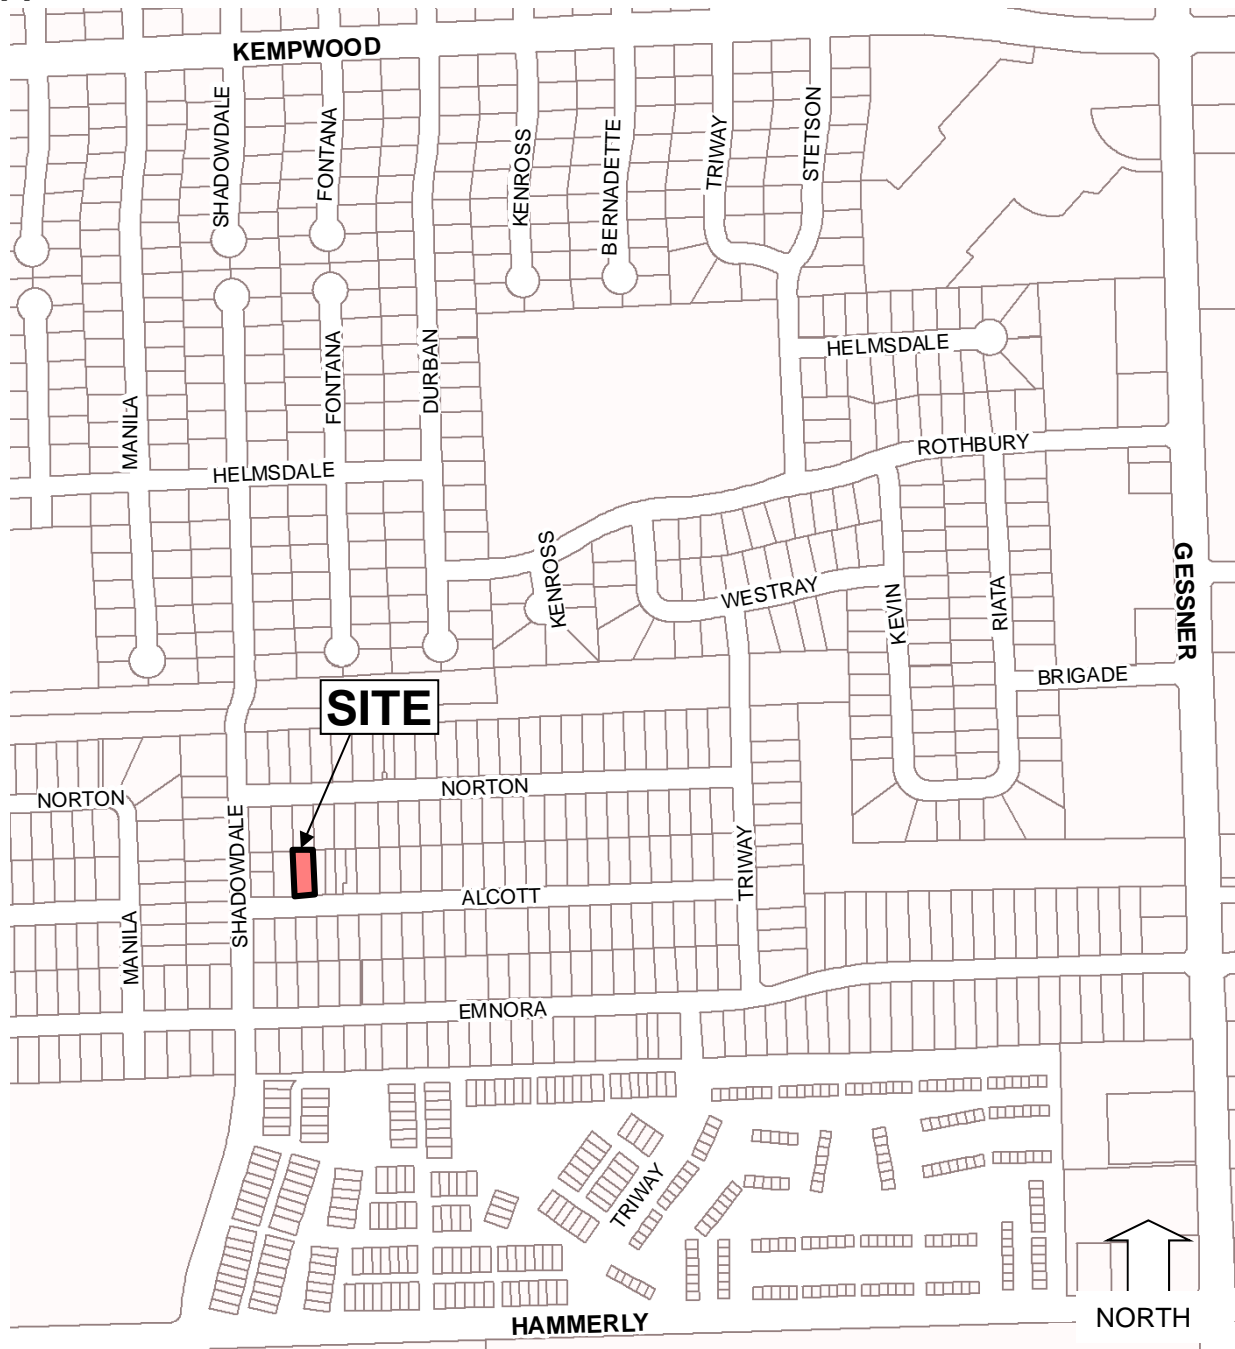 KEMPWOOD
SHADOWDALE
FONTANA
KENROSS
BERNADETTE
TRIWAY
STETSON
HELMSDALE
FONTANA
DURBAN
MANILA
HELMSDALE
ROTHBURY
KENROSS
WESTRAY
KEVIN
RIATA
GESSNER
BRIGADE
SITE
NORTON
NORTON
SHADOWDALE
TRIWAY
ALCOTT
MANILA
EMNORA
TRIWAY
HAMMERLY
NORTH